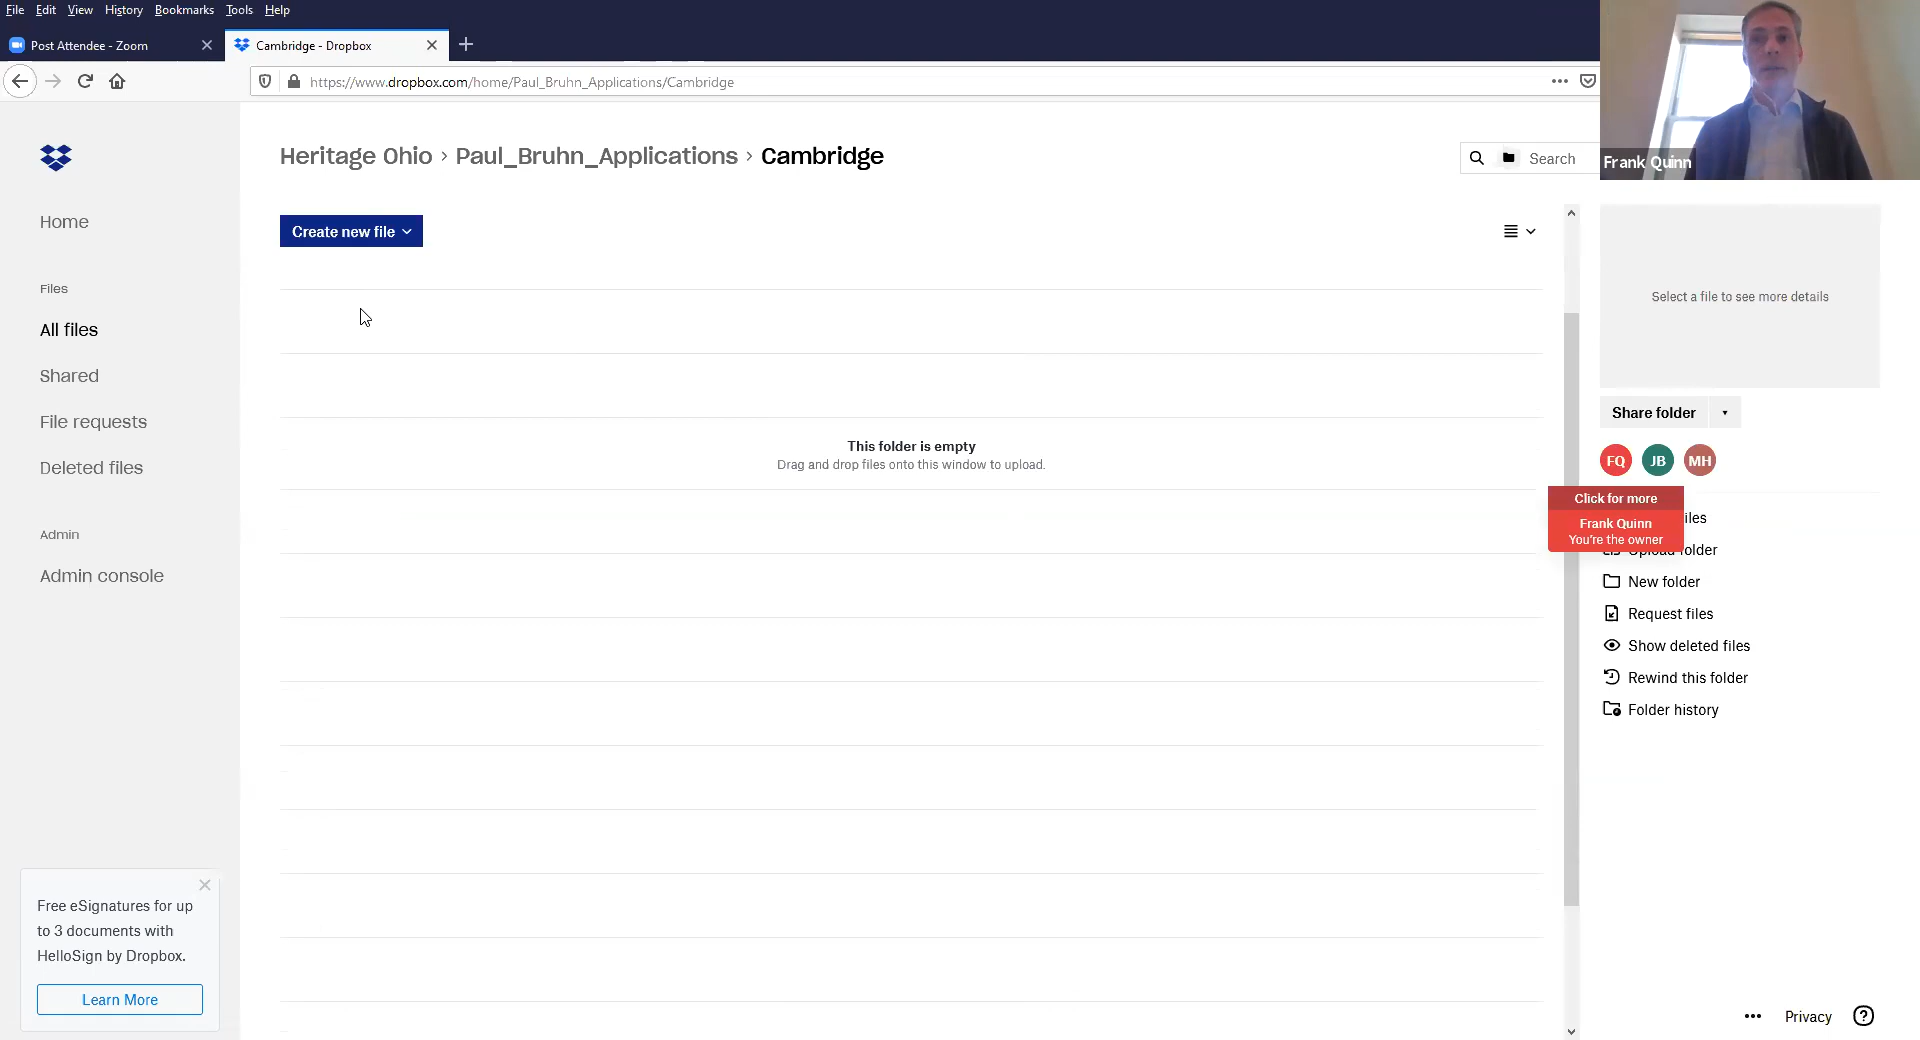 File Edit View History Bookmarks Tools Help
Post Attendee - Zoom
Cambridge - Dropbox
https://www.dropbox.com/home/Paul_Bruhn_Applications/Cambridge
Frank Quinn
Heritage Ohio › Paul_Bruhn_Applications › Cambridge
Search
Home
Files
All files
Shared
File requests
Deleted files
Admin
Admin console
Create new file
This folder is empty
Drag and drop files onto this window to upload.
Select a file to see more details
Share folder
FQ JB MH
Click for more
Frank Quinn
You're the owner
iles
folder
New folder
Request files
Show deleted files
Rewind this folder
Folder history
Free eSignatures for up
to 3 documents with
HelloSign by Dropbox.
Learn More
Privacy